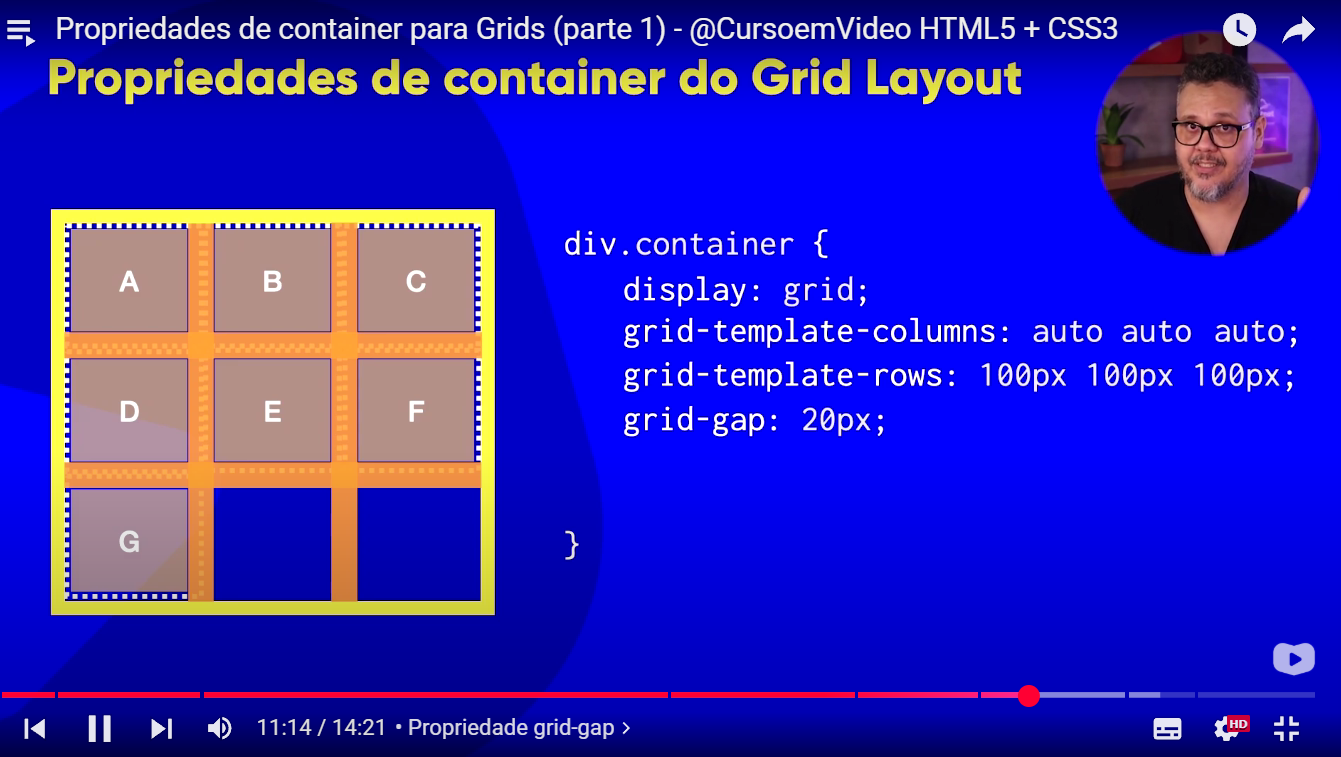 Propriedades de container para Grids (parte 1) - @CursoemVideo HTML5 + CSS3
Propriedades de container do Grid Layout
A B C
D E F
G
div.container {
display: grid;
grid-template-columns: auto auto auto;
grid-template-rows: 100px 100px 100px;
grid-gap: 20px;
}
11:14 / 14:21 • Propriedade grid-gap >
HD